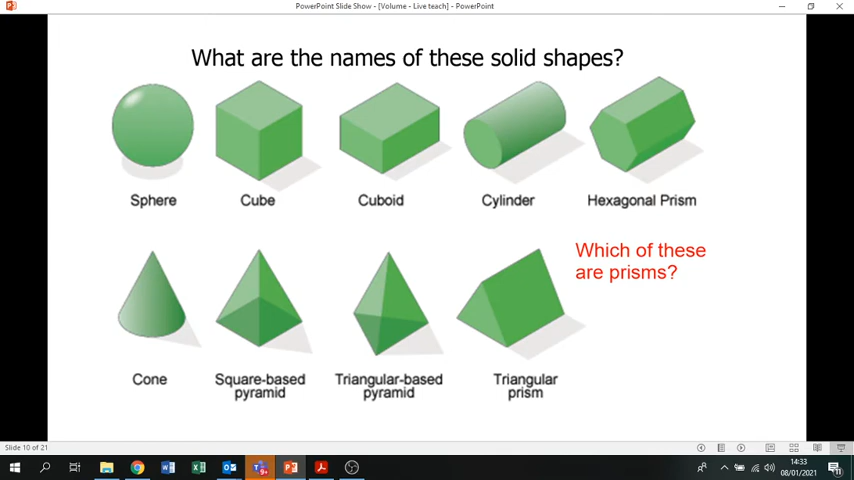 PowerPoint Slide Show - [Volume - Live teach] - PowerPoint
What are the names of these solid shapes?
Sphere
Cube
Cuboid
Cylinder
Hexagonal Prism
Which of these
are prisms?
Cone
Square-based
pyramid
Triangular-based
pyramid
Triangular
prism
Slide 10 of 21
14:33
08/01/2021